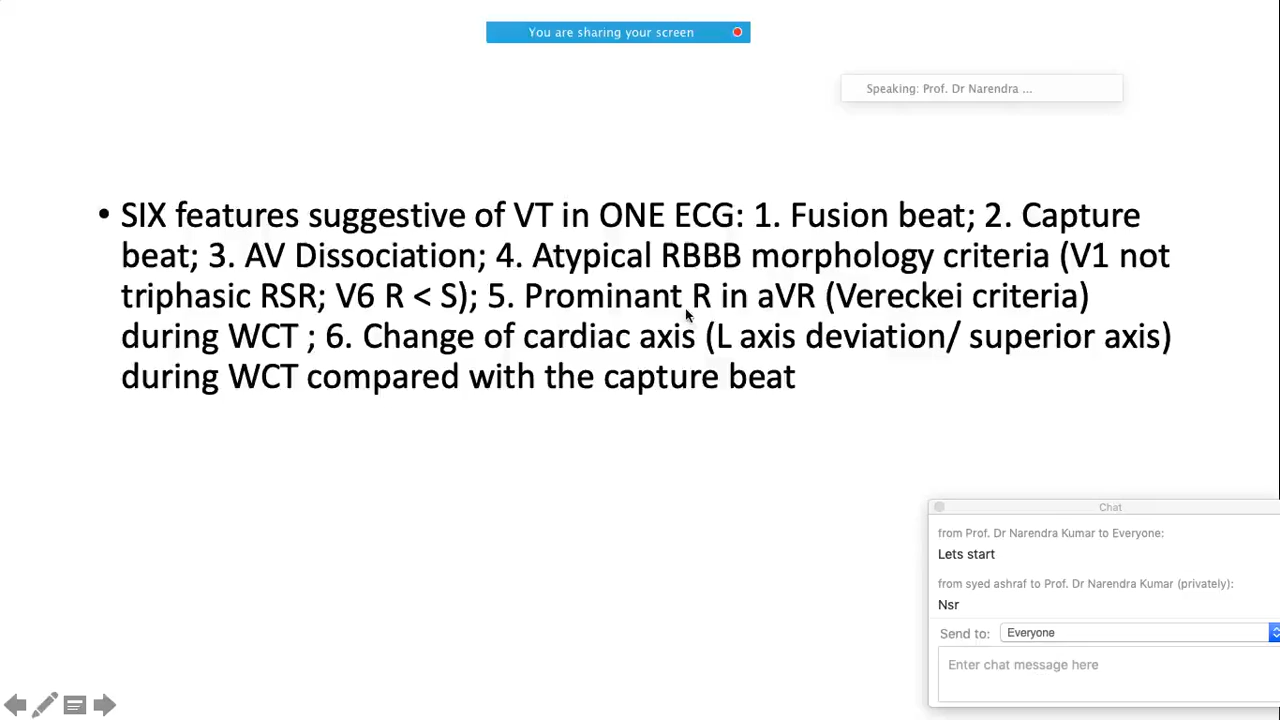 You are sharing your screen
Speaking: Prof. Dr Narendra ...
• SIX features suggestive of VT in ONE ECG: 1. Fusion beat; 2. Capture
beat; 3. AV Dissociation; 4. Atypical RBBB morphology criteria (V1 not
triphasic RSR; V6 R < S); 5. Prominant R in aVR (Vereckei criteria)
during WCT ; 6. Change of cardiac axis (L axis deviation/ superior axis)
during WCT compared with the capture beat
Chat
from Prof. Dr Narendra Kumar to Everyone:
Lets start
from syed ashraf to Prof. Dr Narendra Kumar (privately):
Nsr
Send to: Everyone
Enter chat message here